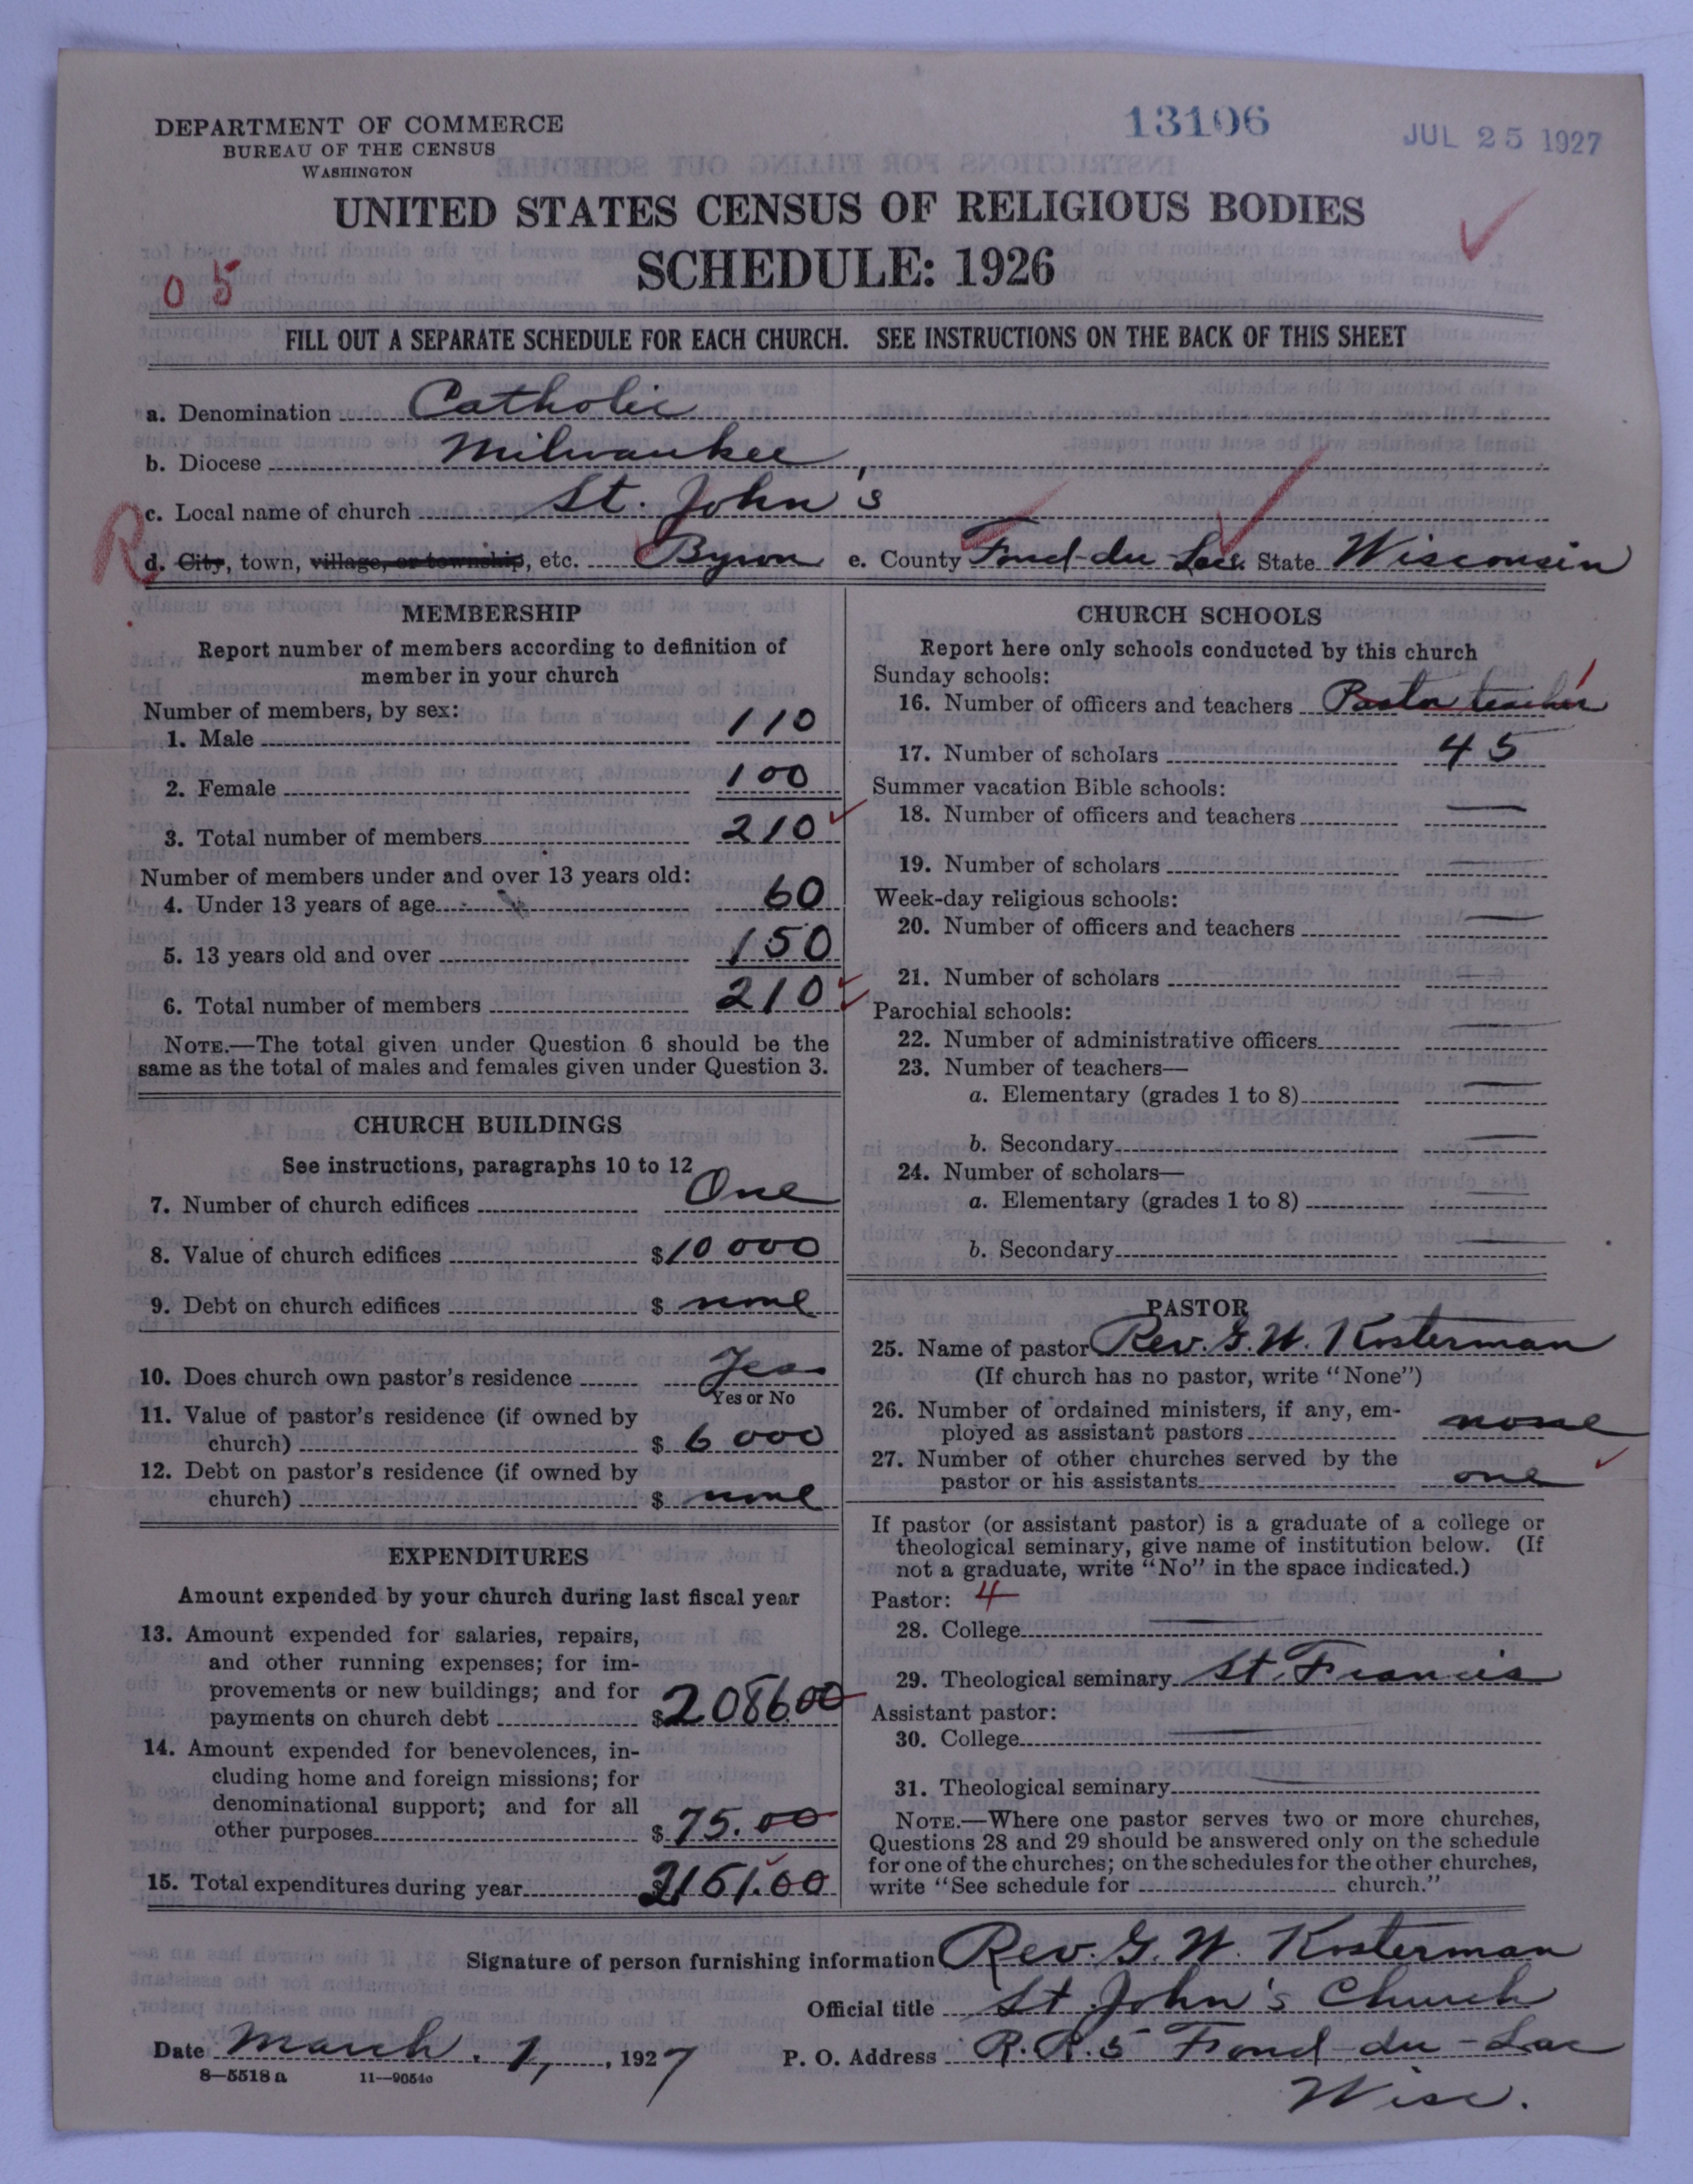 DEPARTMENT OF COMMERCE
BUREAU OF THE CENSUS
WASHINGTON
13106
JUL 25 1927
UNITED STATES CENSUS OF RELIGIOUS BODIES
SCHEDULE: 1926
0 5
FILL OUT A SEPARATE SCHEDULE FOR EACH CHURCH. SEE INSTRUCTIONS ON THE BACK OF THIS SHEET
a. Denomination Catholic
b. Diocese Milwaukee
c. Local name of church St. John's
R
d. City, town, village, or township, etc. Byron e. County Fond-du-Lac State Wisconsin
MEMBERSHIP
Report number of members according to definition of
member in your church
Number of members, by sex:
1. Male 110
2. Female 100
3. Total number of members 210
Number of members under and over 13 years old:
4. Under 13 years of age 60
5. 13 years old and over 150
6. Total number of members 210
NOTE.—The total given under Question 6 should be the
same as the total of males and females given under Question 3.
CHURCH BUILDINGS
See instructions, paragraphs 10 to 12
7. Number of church edifices One
8. Value of church edifices $10 000
9. Debt on church edifices $ none
10. Does church own pastor's residence Yes
Yes or No
11. Value of pastor's residence (if owned by
church) $ 6 000
12. Debt on pastor's residence (if owned by
church) $ none
EXPENDITURES
Amount expended by your church during last fiscal year
13. Amount expended for salaries, repairs,
and other running expenses; for im-
provements or new buildings; and for
payments on church debt $2086.00
14. Amount expended for benevolences, in-
cluding home and foreign missions; for
denominational support; and for all
other purposes $ 75.00
15. Total expenditures during year $2161.00
CHURCH SCHOOLS
Report here only schools conducted by this church
Sunday schools:
16. Number of officers and teachers Pastor teacher
17. Number of scholars 45
Summer vacation Bible schools:
18. Number of officers and teachers
19. Number of scholars
Week-day religious schools:
20. Number of officers and teachers
21. Number of scholars
Parochial schools:
22. Number of administrative officers
23. Number of teachers—
a. Elementary (grades 1 to 8)
b. Secondary
24. Number of scholars—
a. Elementary (grades 1 to 8)
b. Secondary
PASTOR
25. Name of pastor Rev. G. W. Kosterman
(If church has no pastor, write "None")
26. Number of ordained ministers, if any, em-
ployed as assistant pastors none
27. Number of other churches served by the
pastor or his assistants one
If pastor (or assistant pastor) is a graduate of a college or
theological seminary, give name of institution below. (If
not a graduate, write "No" in the space indicated.)
Pastor: 4
28. College
29. Theological seminary St. Francis
Assistant pastor:
30. College
31. Theological seminary
NOTE.—Where one pastor serves two or more churches,
Questions 28 and 29 should be answered only on the schedule
for one of the churches; on the schedules for the other churches,
write "See schedule for church."
Signature of person furnishing information Rev. G. W. Kosterman
Official title St John's Church
Date March 1, 1927 P. O. Address R.R.5 Fond-du-Lac
Wisc.
8—5518 a 11—9054o